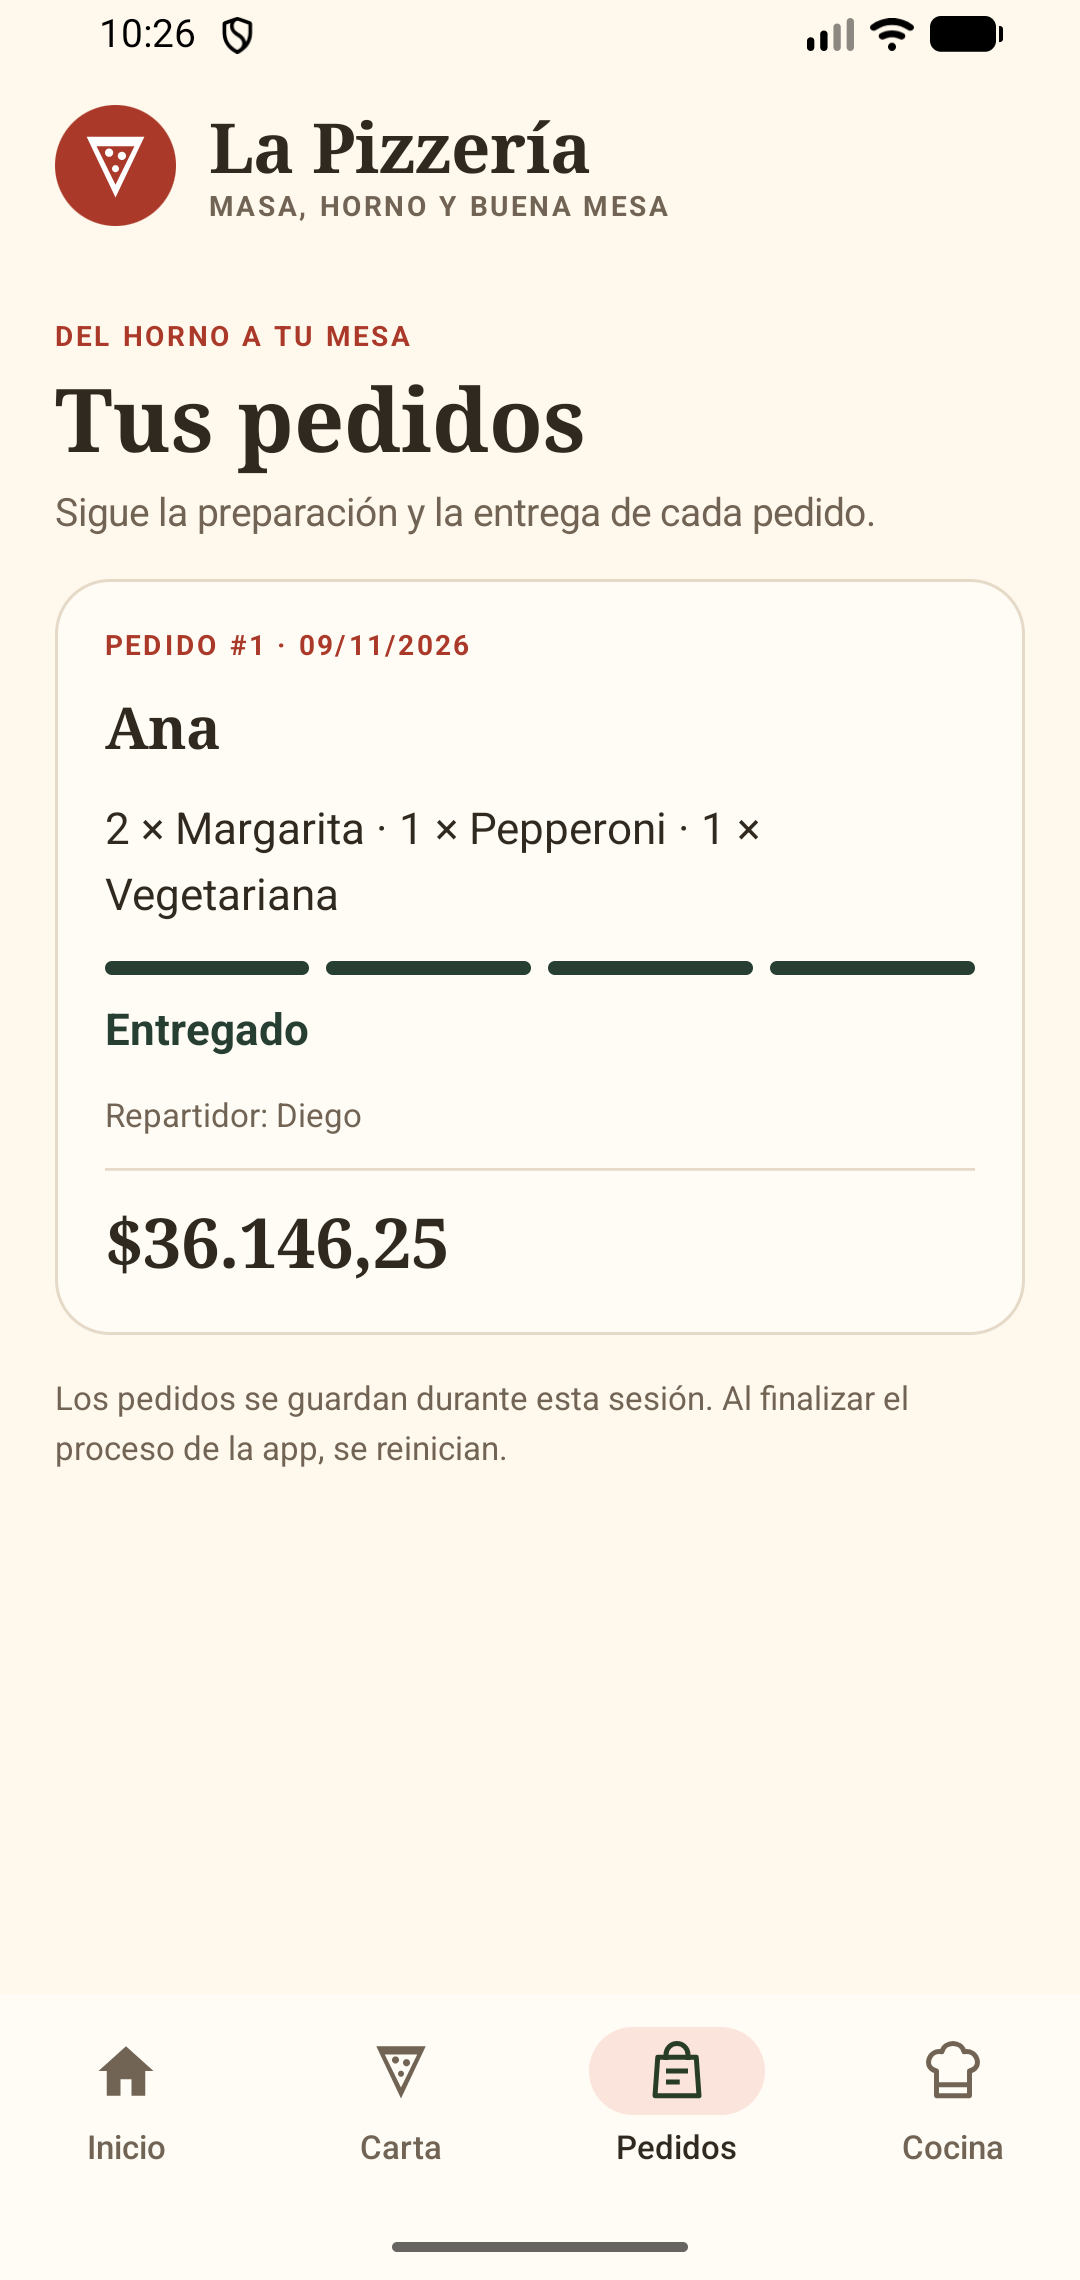 10:26
La Pizzería
MASA, HORNO Y BUENA MESA
DEL HORNO A TU MESA
Tus pedidos
Sigue la preparación y la entrega de cada pedido.
PEDIDO #1 · 09/11/2026
Ana
2 × Margarita · 1 × Pepperoni · 1 ×
Vegetariana
Entregado
Repartidor: Diego
$36.146,25
Los pedidos se guardan durante esta sesión. Al finalizar el
proceso de la app, se reinician.
Inicio
Carta
Pedidos
Cocina